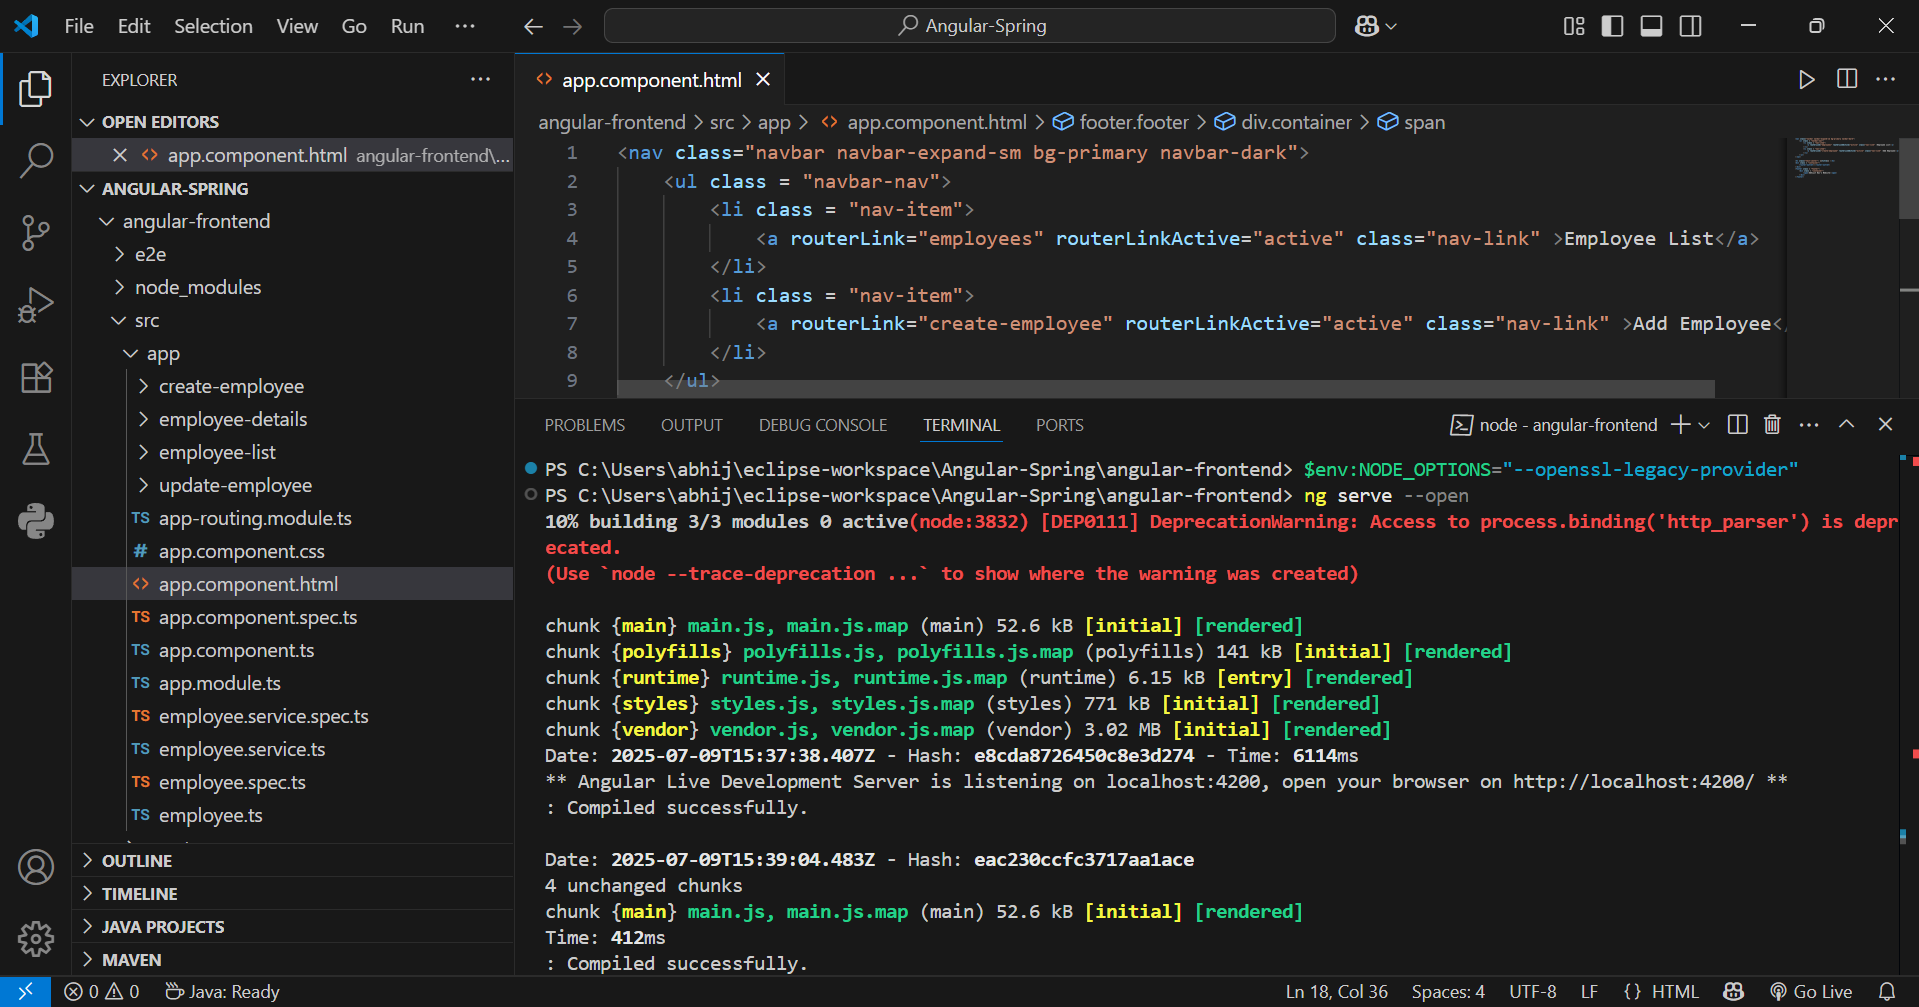 File Edit Selection View Go Run ··· Angular-Spring
EXPLORER ···
OPEN EDITORS
app.component.html angular-frontend\...
ANGULAR-SPRING
angular-frontend
e2e
node_modules
src
app
create-employee
employee-details
employee-list
update-employee
TS app-routing.module.ts
# app.component.css
<> app.component.html
TS app.component.spec.ts
TS app.component.ts
TS app.module.ts
TS employee.service.spec.ts
TS employee.service.ts
TS employee.spec.ts
TS employee.ts
OUTLINE
TIMELINE
JAVA PROJECTS
MAVEN
<> app.component.html
angular-frontend > src > app > <> app.component.html > footer.footer > div.container > span
1 <nav class="navbar navbar-expand-sm bg-primary navbar-dark">
2 <ul class = "navbar-nav">
3 <li class = "nav-item">
4 <a routerLink="employees" routerLinkActive="active" class="nav-link" >Employee List</a>
5 </li>
6 <li class = "nav-item">
7 <a routerLink="create-employee" routerLinkActive="active" class="nav-link" >Add Employee</
8 </li>
9 </ul>
PROBLEMS OUTPUT DEBUG CONSOLE TERMINAL PORTS node - angular-frontend
PS C:\Users\abhij\eclipse-workspace\Angular-Spring\angular-frontend> $env:NODE_OPTIONS="--openssl-legacy-provider"
PS C:\Users\abhij\eclipse-workspace\Angular-Spring\angular-frontend> ng serve --open
10% building 3/3 modules 0 active(node:3832) [DEP0111] DeprecationWarning: Access to process.binding('http_parser') is depr
ecated.
(Use `node --trace-deprecation ...` to show where the warning was created)
chunk {main} main.js, main.js.map (main) 52.6 kB [initial] [rendered]
chunk {polyfills} polyfills.js, polyfills.js.map (polyfills) 141 kB [initial] [rendered]
chunk {runtime} runtime.js, runtime.js.map (runtime) 6.15 kB [entry] [rendered]
chunk {styles} styles.js, styles.js.map (styles) 771 kB [initial] [rendered]
chunk {vendor} vendor.js, vendor.js.map (vendor) 3.02 MB [initial] [rendered]
Date: 2025-07-09T15:37:38.407Z - Hash: e8cda8726450c8e3d274 - Time: 6114ms
** Angular Live Development Server is listening on localhost:4200, open your browser on http://localhost:4200/ **
: Compiled successfully.
Date: 2025-07-09T15:39:04.483Z - Hash: eac230ccfc3717aa1ace
4 unchanged chunks
chunk {main} main.js, main.js.map (main) 52.6 kB [initial] [rendered]
Time: 412ms
: Compiled successfully.
0 0 Java: Ready Ln 18, Col 36 Spaces: 4 UTF-8 LF {} HTML Go Live